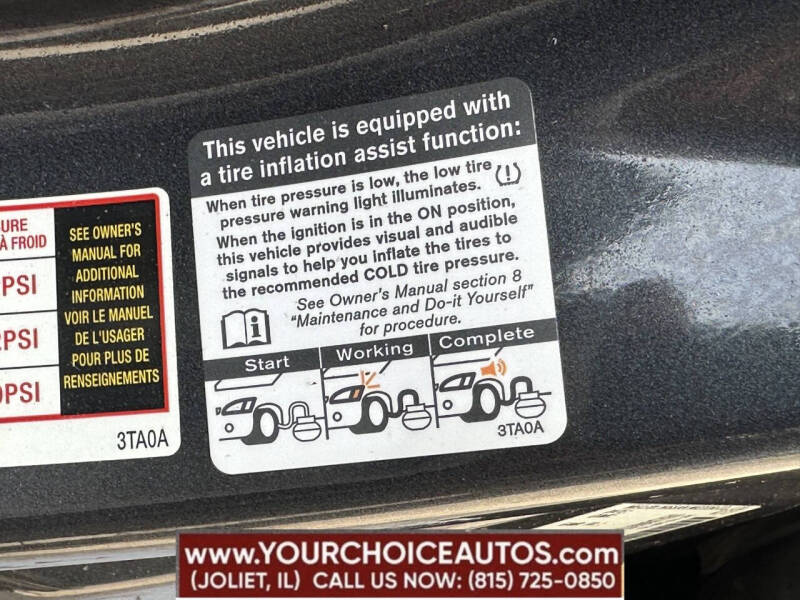 URE
À FROID
PSI
PSI
PSI
SEE OWNER'S
MANUAL FOR
ADDITIONAL
INFORMATION
VOIR LE MANUEL
DE L'USAGER
POUR PLUS DE
RENSEIGNEMENTS
3TA0A
This vehicle is equipped with
a tire inflation assist function:
When tire pressure is low, the low tire
pressure warning light illuminates.
When the ignition is in the ON position,
this vehicle provides visual and audible
signals to help you inflate the tires to
the recommended COLD tire pressure.
See Owner's Manual section 8
"Maintenance and Do-it Yourself"
for procedure.
Start Working Complete
3TA0A
www.YOURCHOICEAUTOS.com
(JOLIET, IL) CALL US NOW: (815) 725-0850